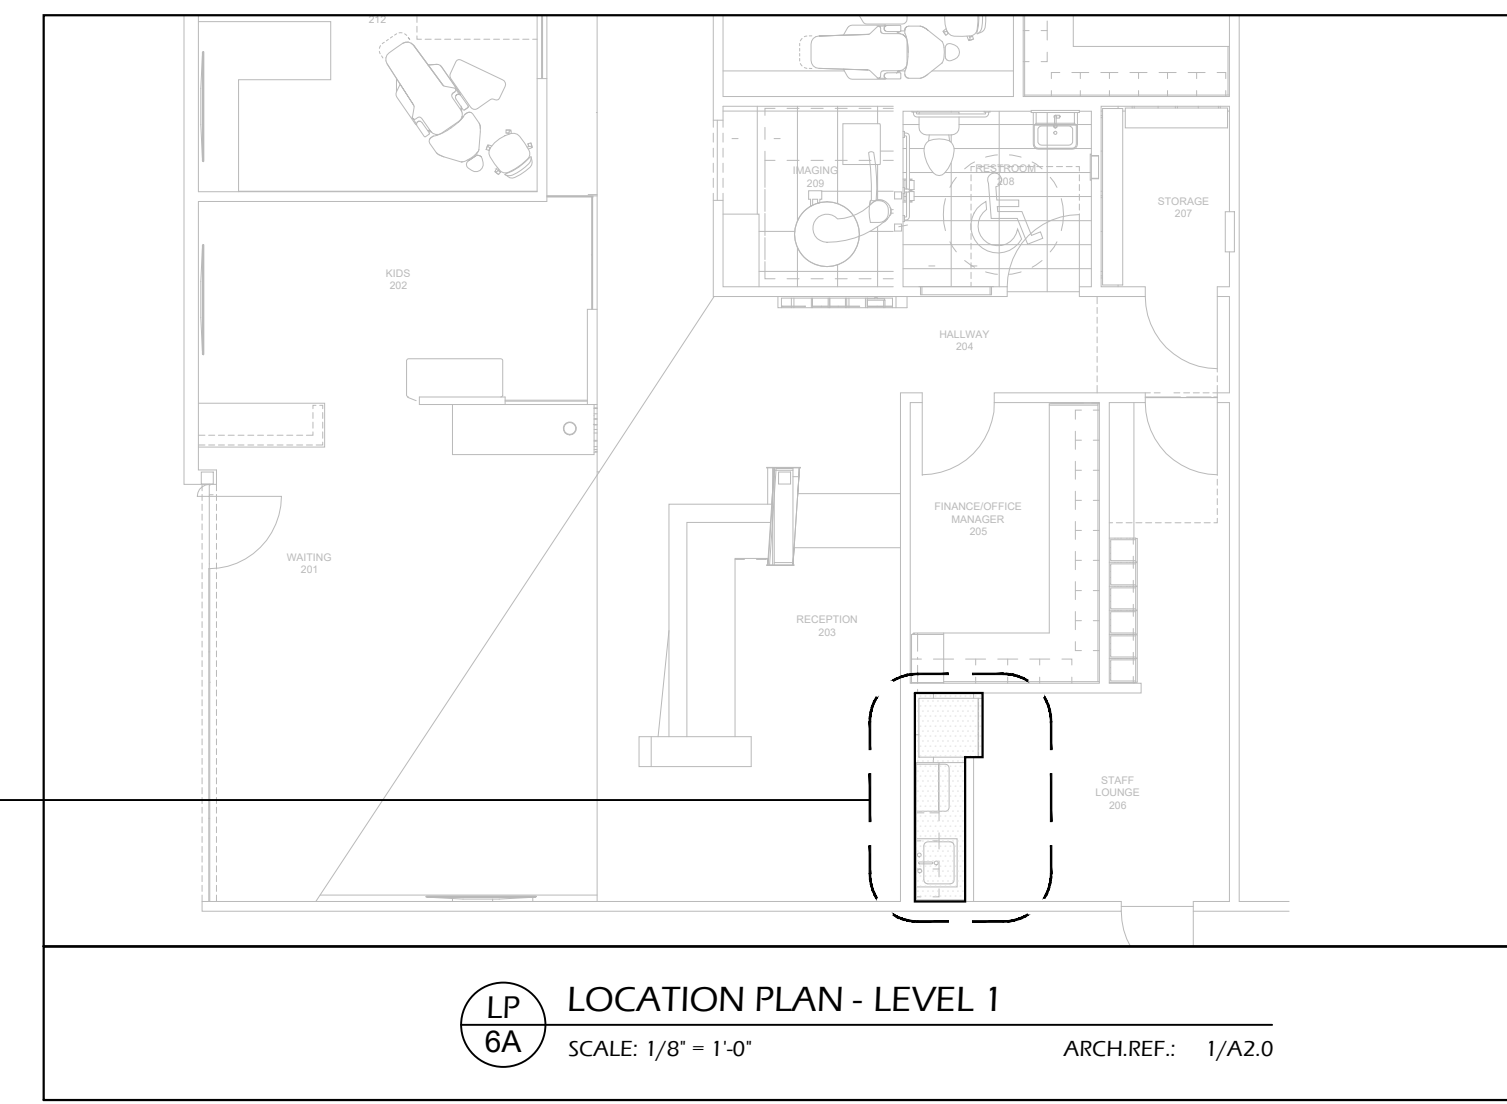 212
IMAGING
209
RESTROOM
208
STORAGE
207
KIDS
202
HALLWAY
204
FINANCE/OFFICE
MANAGER
205
WAITING
201
RECEPTION
203
STAFF
LOUNGE
206
LP
6A
LOCATION PLAN - LEVEL 1
SCALE: 1/8" = 1'-0"
ARCH.REF.: 1/A2.0